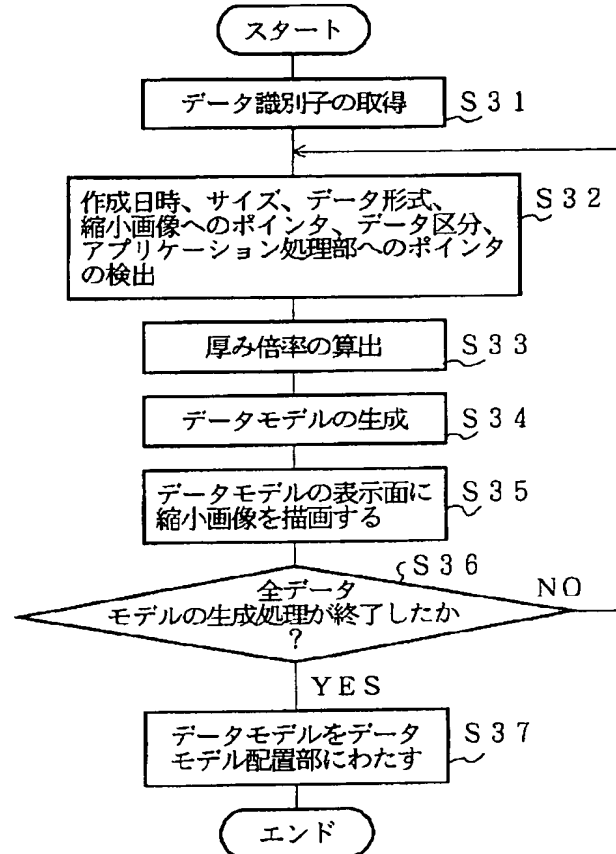 スタート
データ識別子の取得
S31
作成日時、サイズ、データ形式、
縮小画像へのポインタ、データ区分、
アプリケーション処理部へのポインタ
の検出
S32
厚み倍率の算出
S33
データモデルの生成
S34
データモデルの表示面に
縮小画像を描画する
S35
S36
全データ
モデルの生成処理が終了したか
?
NO
YES
データモデルをデータ
モデル配置部にわたす
S37
エンド